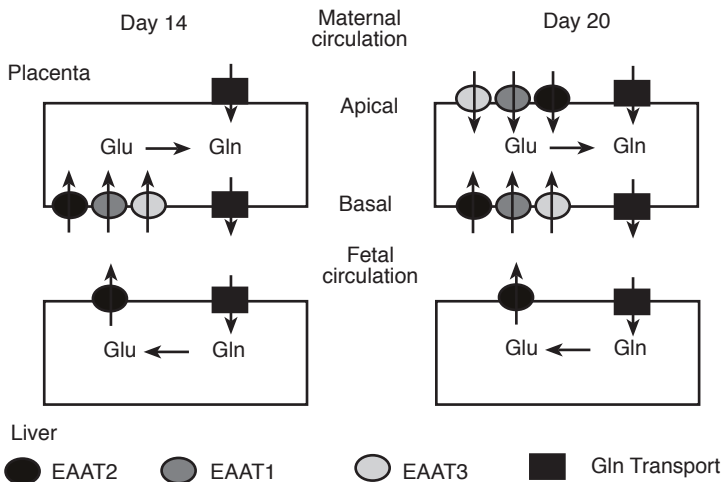 Day 14
Maternal
circulation
Day 20
Placenta
Apical
Glu
Gln
Glu
Gln
Basal
Fetal
circulation
Glu
Gln
Glu
Gln
Liver
EAAT2
EAAT1
EAAT3
Gln Transport